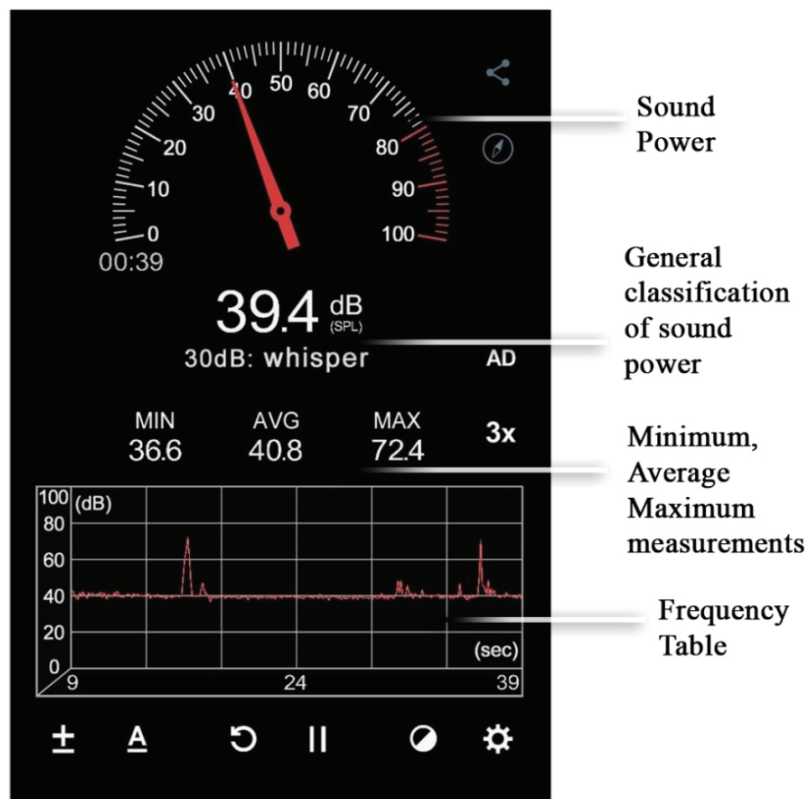 50
40
60
30
70
20
80
10
90
0
100
00:39
39.4 dB
(SPL)
30dB: whisper
AD
MIN AVG MAX
36.6 40.8 72.4
3x
100 (dB)
80
60
40
20
0
(sec)
9 24 39
A
Sound
Power
General
classification
of sound
power
Minimum,
Average
Maximum
measurements
Frequency
Table